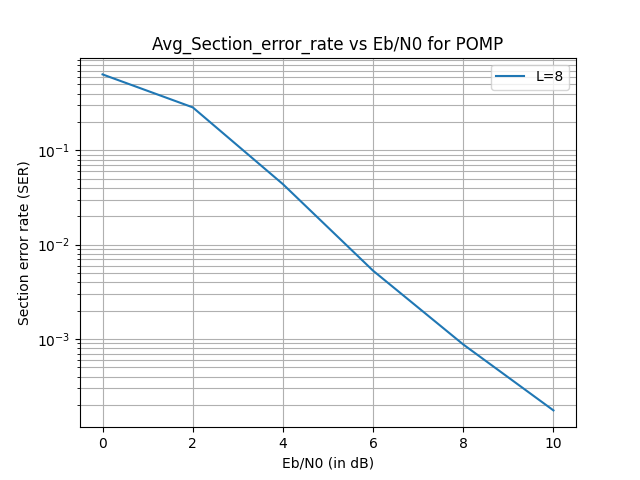 Avg_Section_error_rate vs Eb/N0 for POMP
L=8
Section error rate (SER)
10⁻¹
10⁻²
10⁻³
0 2 4 6 8 10
Eb/N0 (in dB)